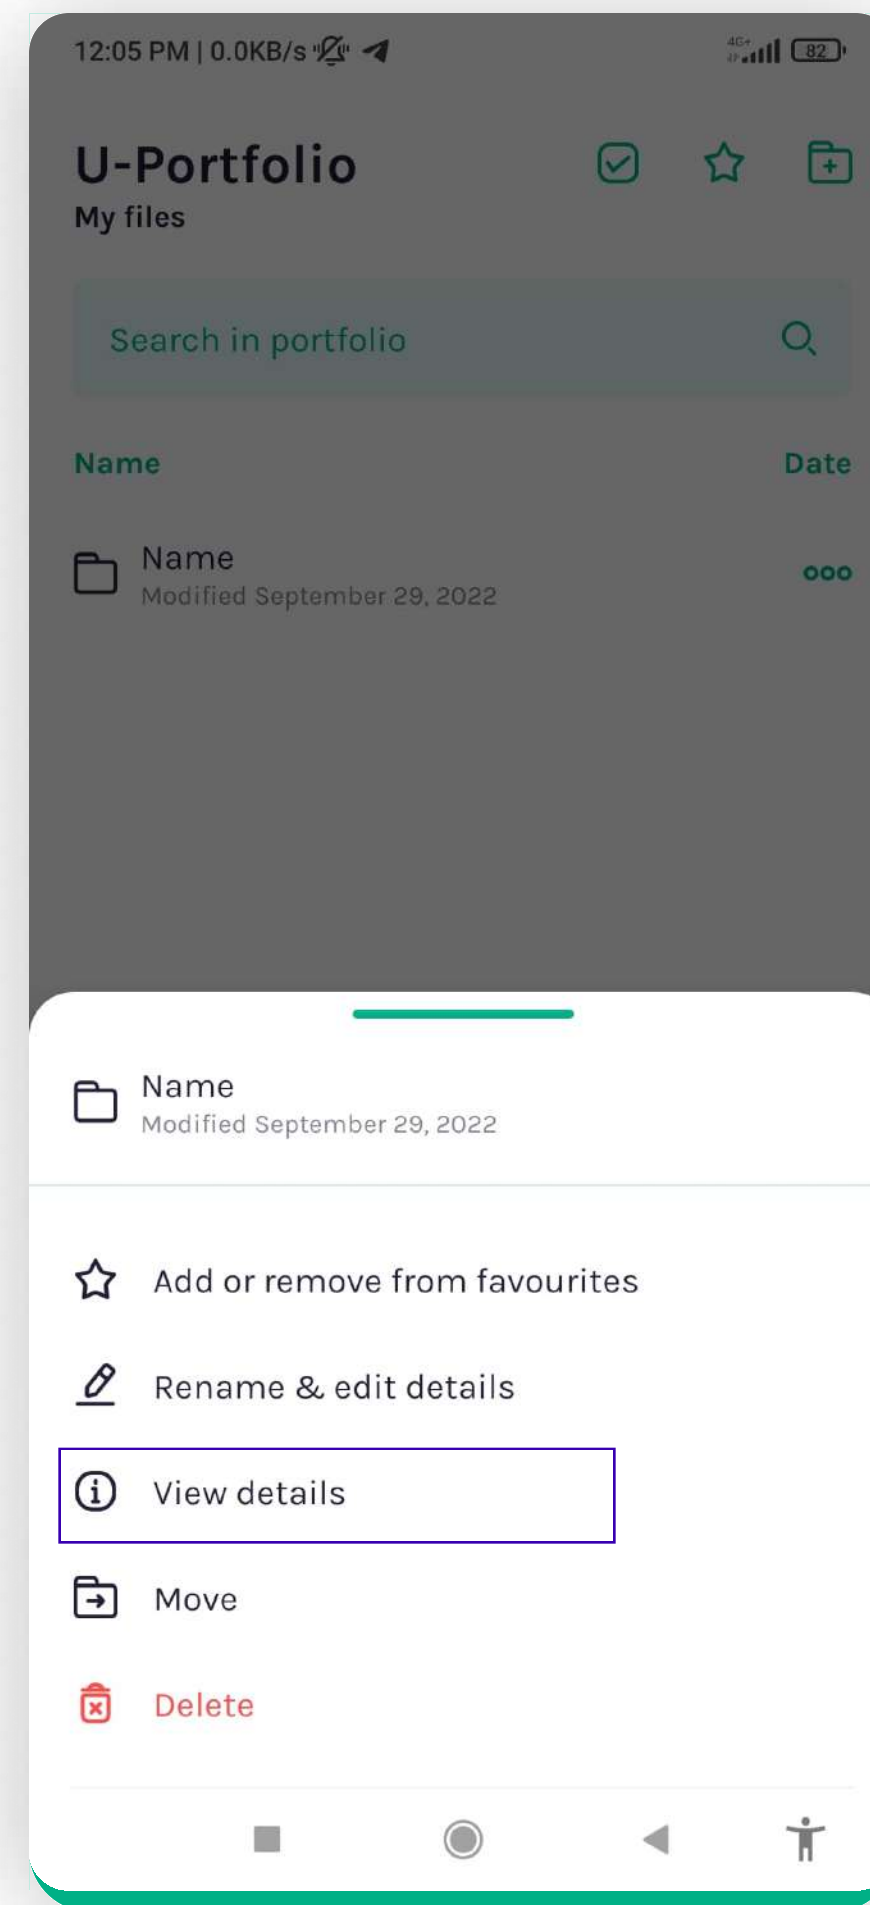 12:05 PM | 0.0KB/s
4G+
82
U-Portfolio
My files
Search in portfolio
Name
Date
Name
Modified September 29, 2022
Name
Modified September 29, 2022
Add or remove from favourites
Rename & edit details
View details
Move
Delete